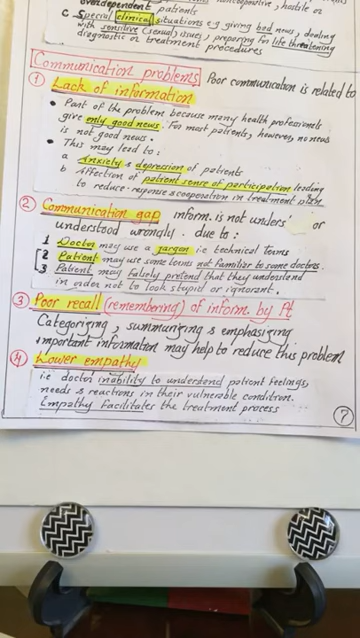 overdependent patients
c. Special clinical situations e.g giving bad news, dealing
with sensitive (sexual) issues, preparing for life threatening
diagnostic or treatment procedures
Communication problems Poor communication is related to
① Lack of information
• Part of the problem because many health professionals
give only good news. For most patients, however, no news
is not good news.
• This may lead to:
a Anxiety & depression of patients
b Affection of patient sense of participation leading
to reduce response & cooperation in treatment plan
② Communication gap inform. is not unders or
understood wrongly. due to:
1 Doctor may use a jargon i.e technical terms
2 Patient may use some terms not familiar to some doctors.
3 Patient may falsely pretend that they understand
in order not to look stupid or ignorant.
③ Poor recall (remembering) of inform. by Pt
Categorizing, summurizing & emphasizing
important information may help to reduce this problem
④ Lower empathy
i.e doctor inability to understand patient feelings,
needs & reactions in their vulnerable condition.
Empathy facilitates the treatment process
7